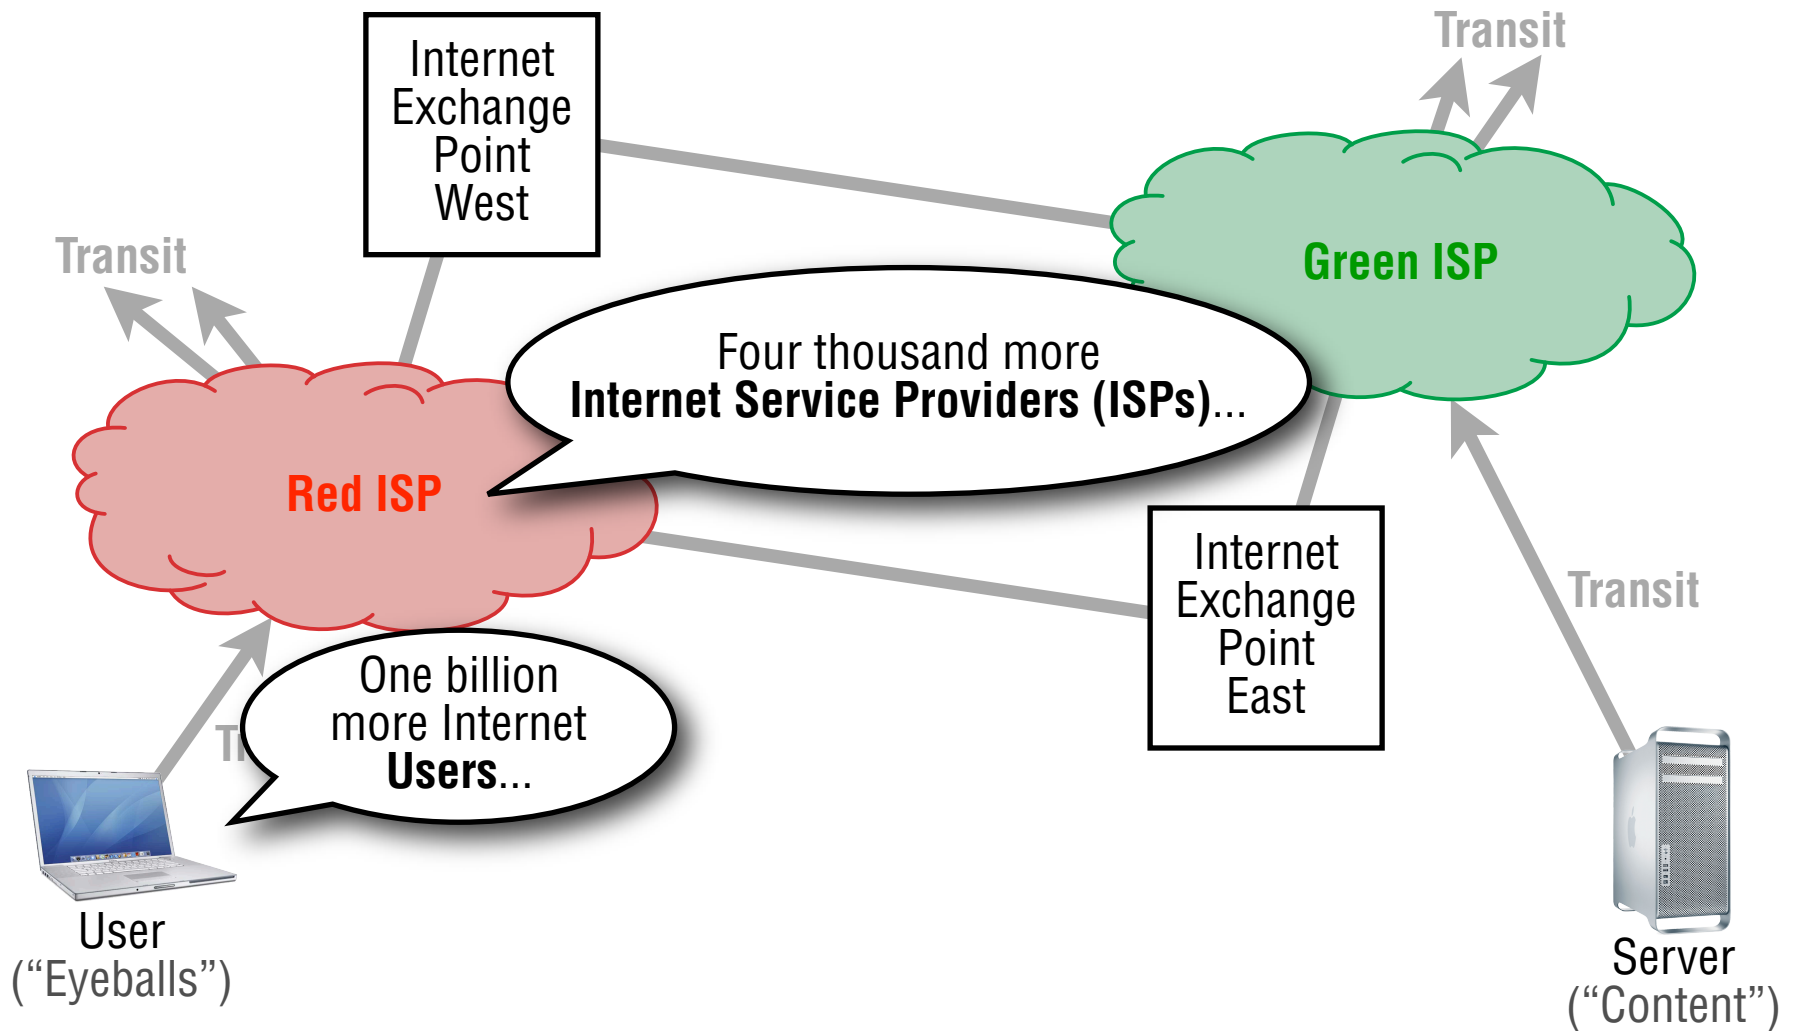 Transit
Internet
Exchange
Point
West
Transit
Green ISP
Four thousand more
Internet Service Providers (ISPs)...
Red ISP
Internet
Exchange
Point
East
Transit
One billion
more Internet
Users...
User
("Eyeballs")
Server
("Content")